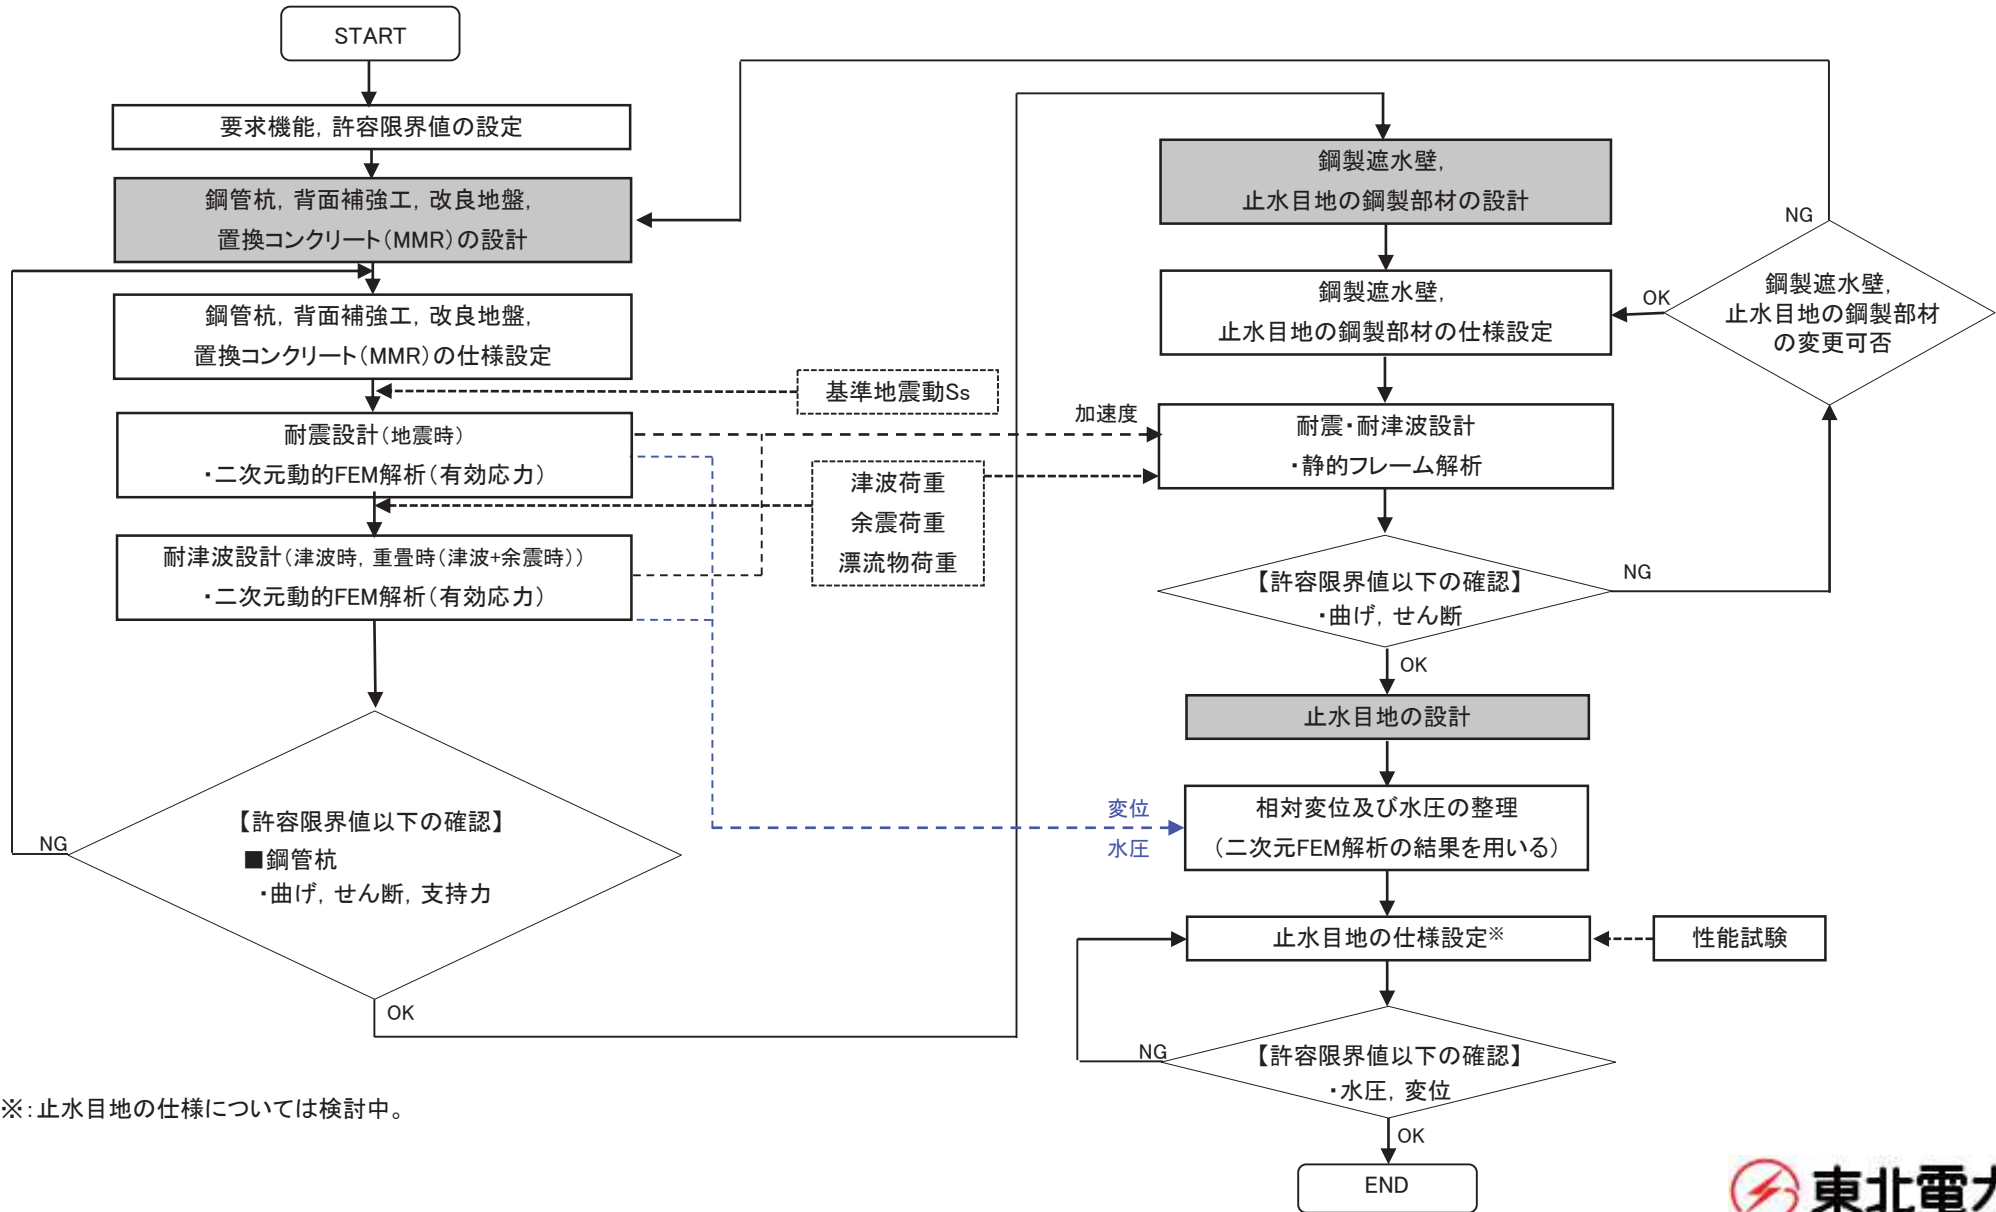 START
要求機能，許容限界値の設定
鋼管杭，背面補強工，改良地盤，
置換コンクリート（MMR）の設計
鋼管杭，背面補強工，改良地盤，
置換コンクリート（MMR）の仕様設定
基準地震動Ss
耐震設計（地震時）
・二次元動的FEM解析（有効応力）
津波荷重
余震荷重
漂流物荷重
耐津波設計（津波時，重畳時（津波+余震時））
・二次元動的FEM解析（有効応力）
【許容限界値以下の確認】
■鋼管杭
・曲げ，せん断，支持力
NG
OK
鋼製遮水壁，
止水目地の鋼製部材の設計
鋼製遮水壁，
止水目地の鋼製部材の仕様設定
NG
OK
鋼製遮水壁，
止水目地の鋼製部材
の変更可否
加速度
耐震・耐津波設計
・静的フレーム解析
【許容限界値以下の確認】
・曲げ，せん断
NG
OK
止水目地の設計
変位
水圧
相対変位及び水圧の整理
（二次元FEM解析の結果を用いる）
止水目地の仕様設定※
性能試験
【許容限界値以下の確認】
・水圧，変位
NG
OK
END
※：止水目地の仕様については検討中。
東北電力